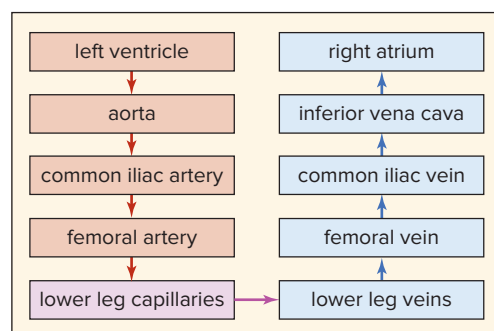 left ventricle
aorta
common iliac artery
femoral artery
lower leg capillaries
lower leg veins
femoral vein
common iliac vein
inferior vena cava
right atrium